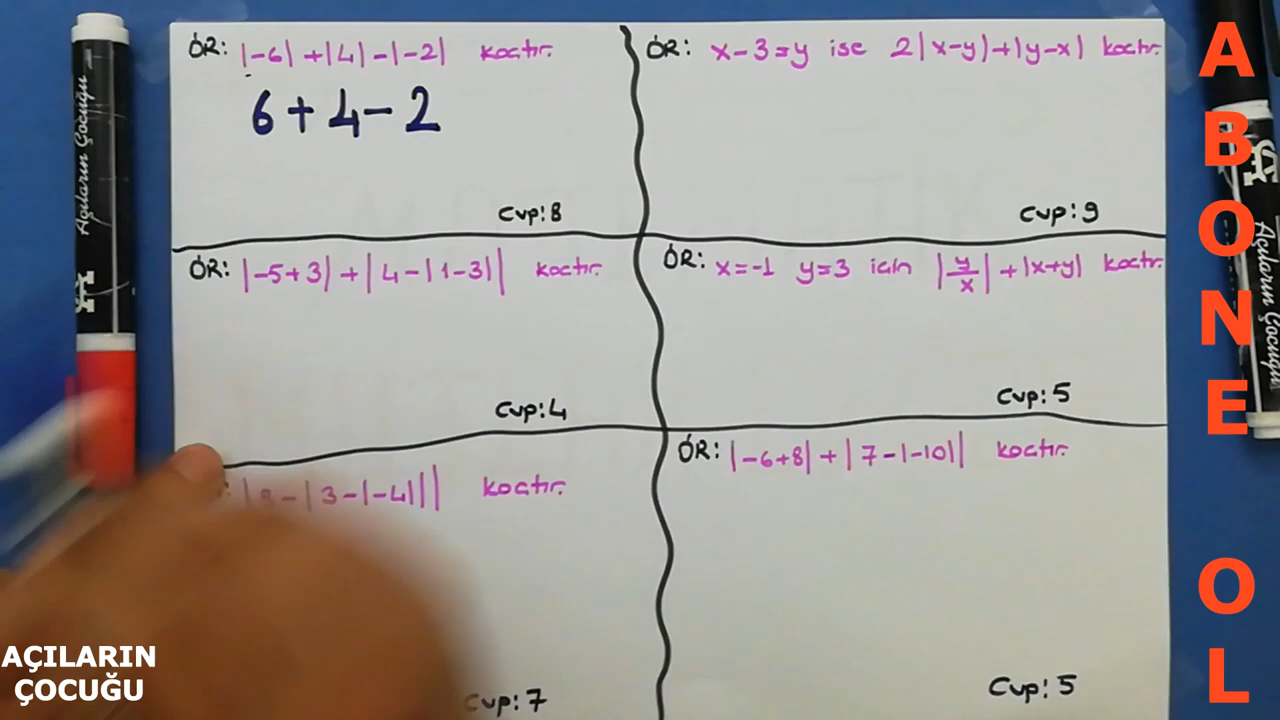 ÖR: |-6| + |4| - |-2| kaçtır.
6 + 4 - 2
Cvp: 8
ÖR: x - 3 = y ise 2|x-y| + |y-x| kaçtır.
Cvp: 9
ÖR: |-5+3| + |4-|1-3|| kaçtır.
Cvp: 4
ÖR: x=-1 y=3 için |y/x| + |x+y| kaçtır.
Cvp: 5
: |8-|3-|-4||| kaçtır.
Cvp: 7
ÖR: |-6+8| + |7-|-10|| kaçtır.
Cvp: 5
Açıların Çocuğu
Açıların Çocuğu
AÇILARIN
ÇOCUĞU
ABONE
OL